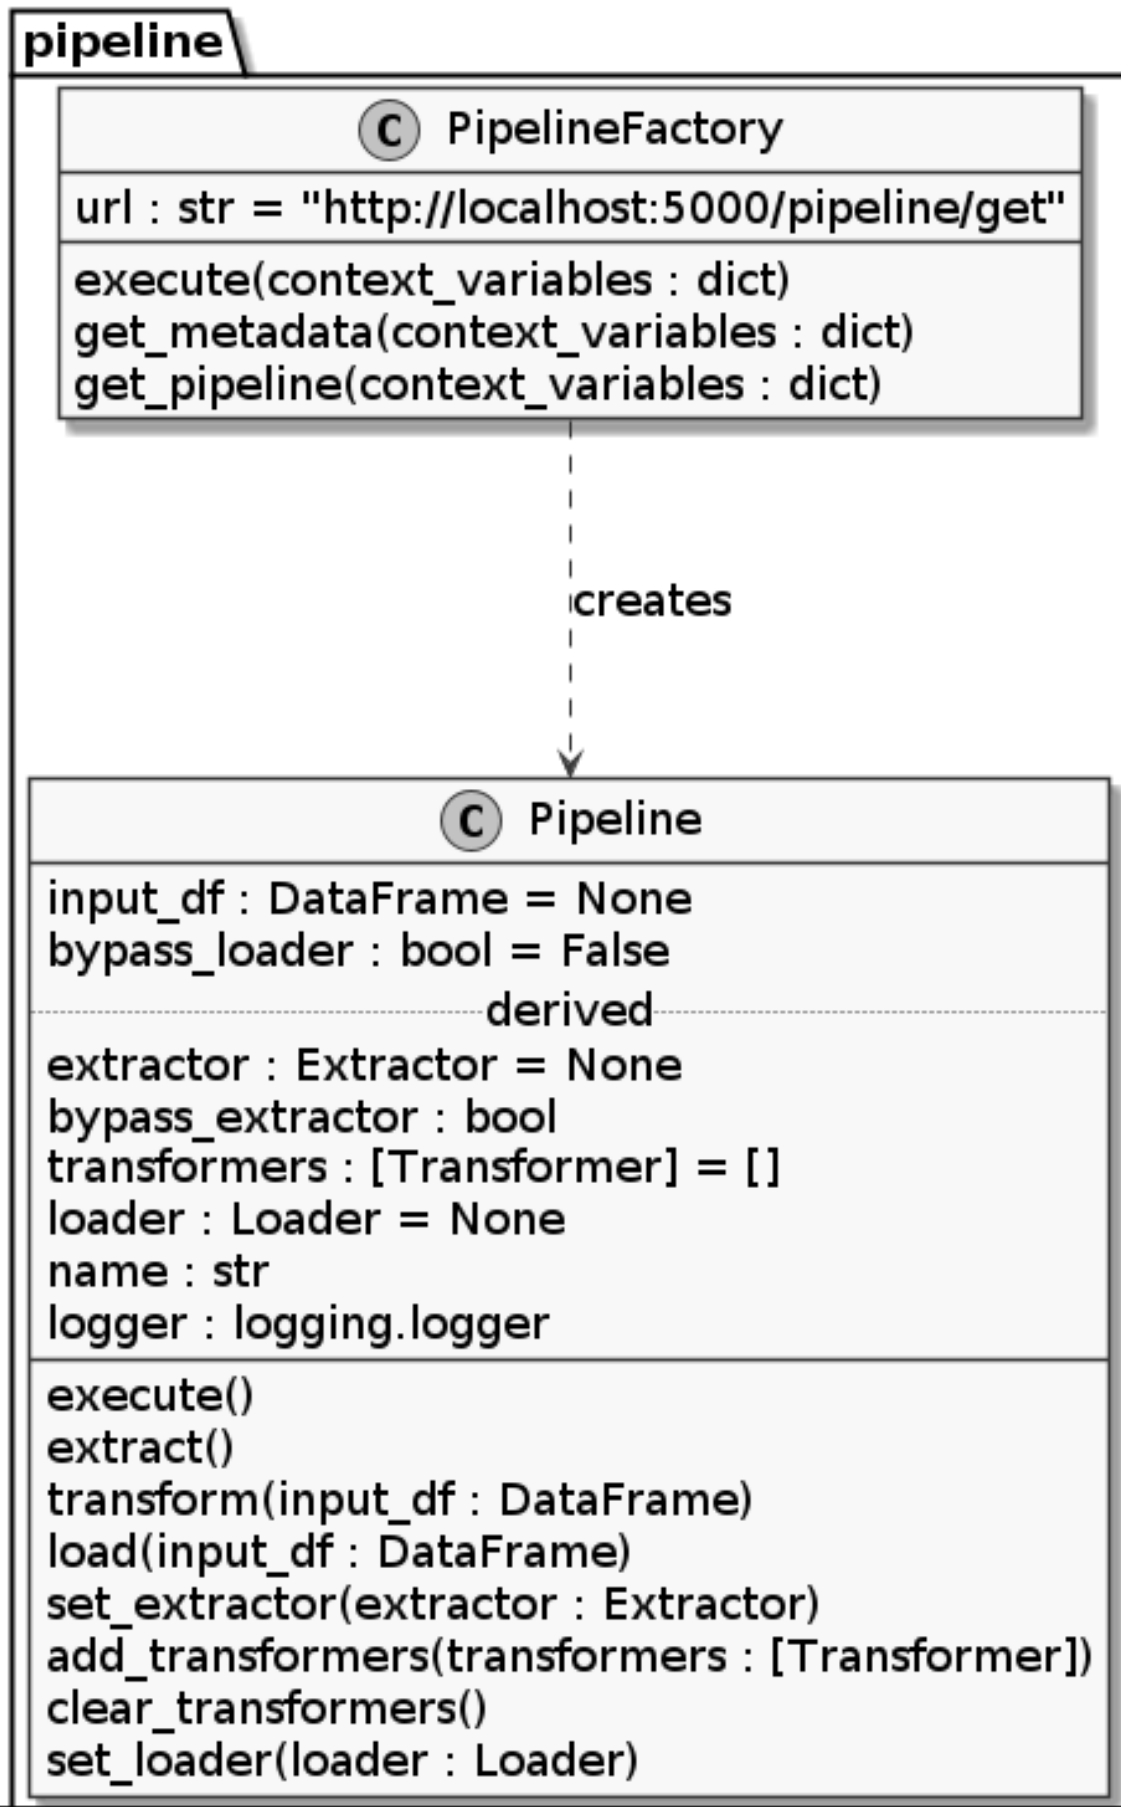 pipeline
C PipelineFactory
url : str = "http://localhost:5000/pipeline/get"
execute(context_variables : dict)
get_metadata(context_variables : dict)
get_pipeline(context_variables : dict)
creates
C Pipeline
input_df : DataFrame = None
bypass_loader : bool = False
derived
extractor : Extractor = None
bypass_extractor : bool
transformers : [Transformer] = []
loader : Loader = None
name : str
logger : logging.logger
execute()
extract()
transform(input_df : DataFrame)
load(input_df : DataFrame)
set_extractor(extractor : Extractor)
add_transformers(transformers : [Transformer])
clear_transformers()
set_loader(loader : Loader)